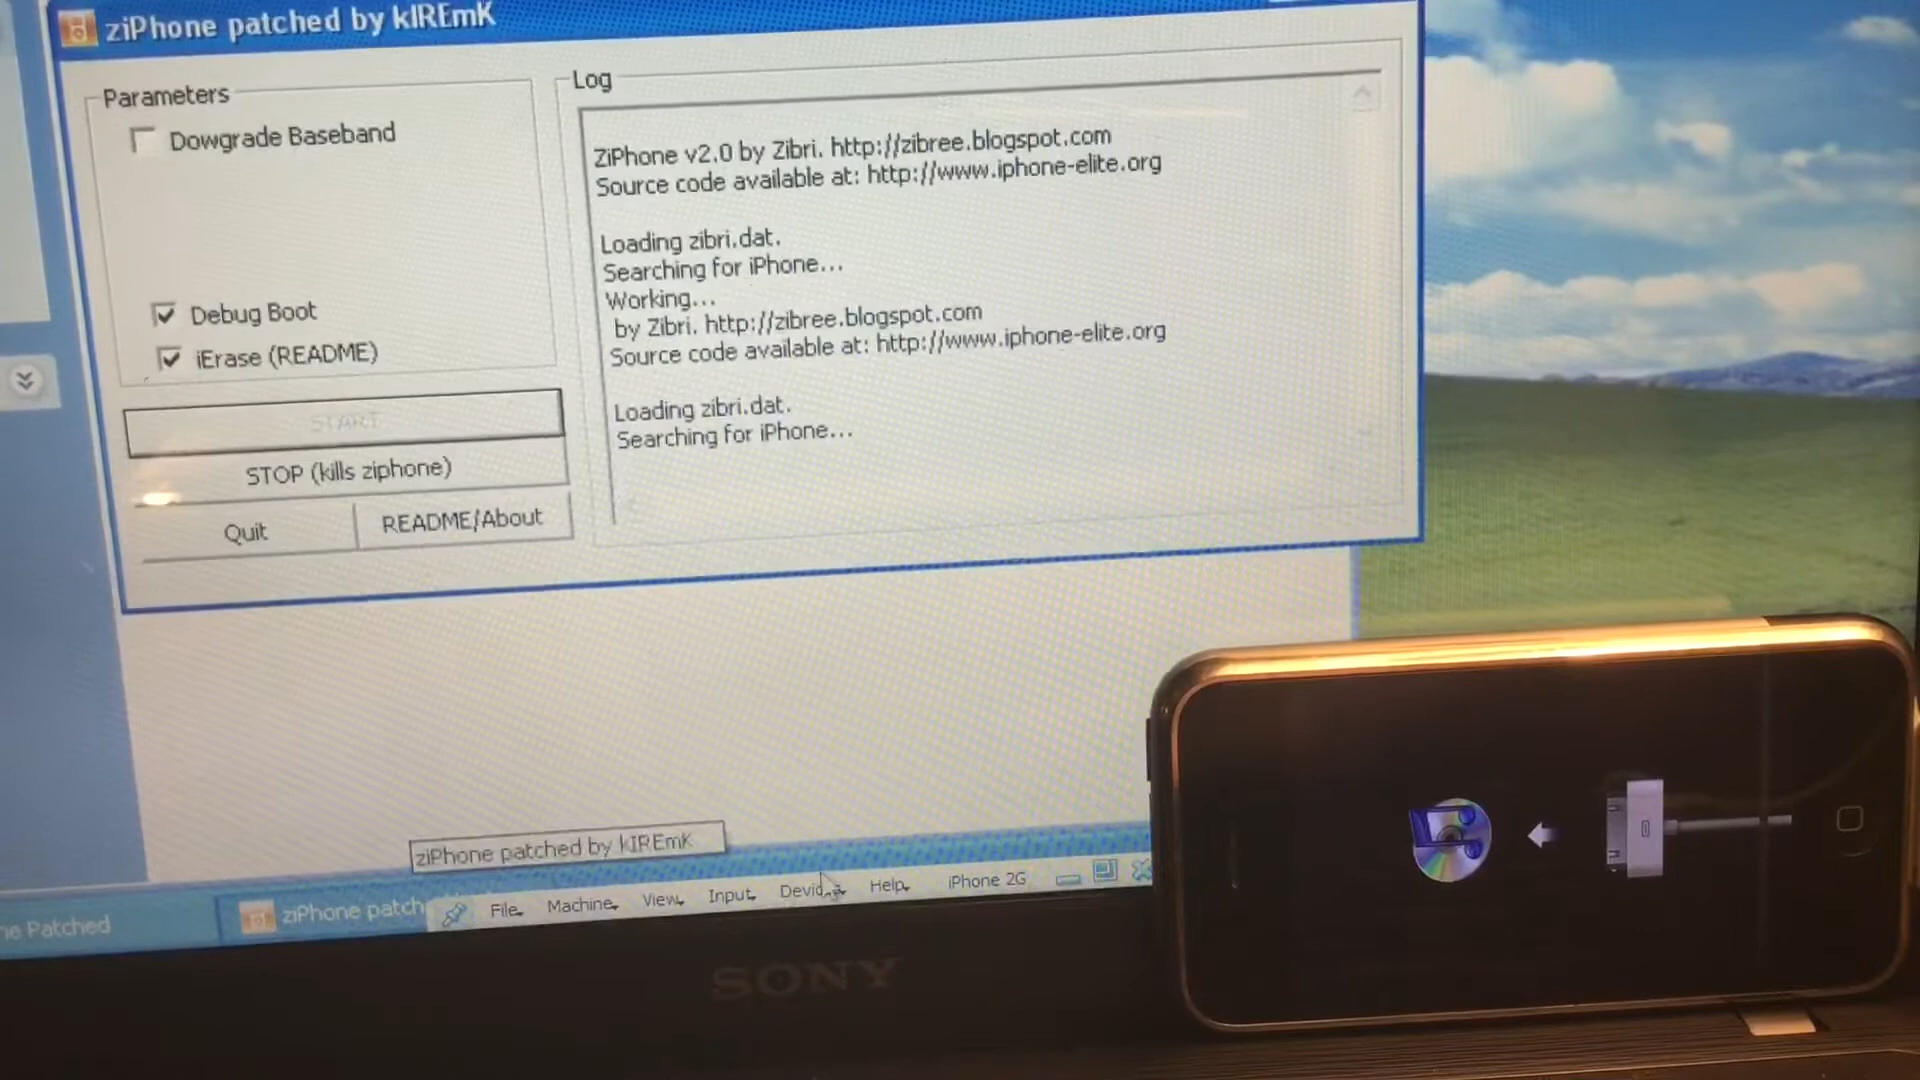 ziPhone patched by kIREmK
Parameters
Dowgrade Baseband
Debug Boot
iErase (README)
START
STOP (kills ziphone)
Quit
README/About
Log
ZiPhone v2.0 by Zibri. http://zibree.blogspot.com
Source code available at: http://www.iphone-elite.org
Loading zibri.dat.
Searching for iPhone...
Working...
by Zibri. http://zibree.blogspot.com
Source code available at: http://www.iphone-elite.org
Loading zibri.dat.
Searching for iPhone...
ziPhone patched by kIREmK
ne Patched
ziPhone patch
File
Machine
View
Input
Help
iPhone 2G
SONY